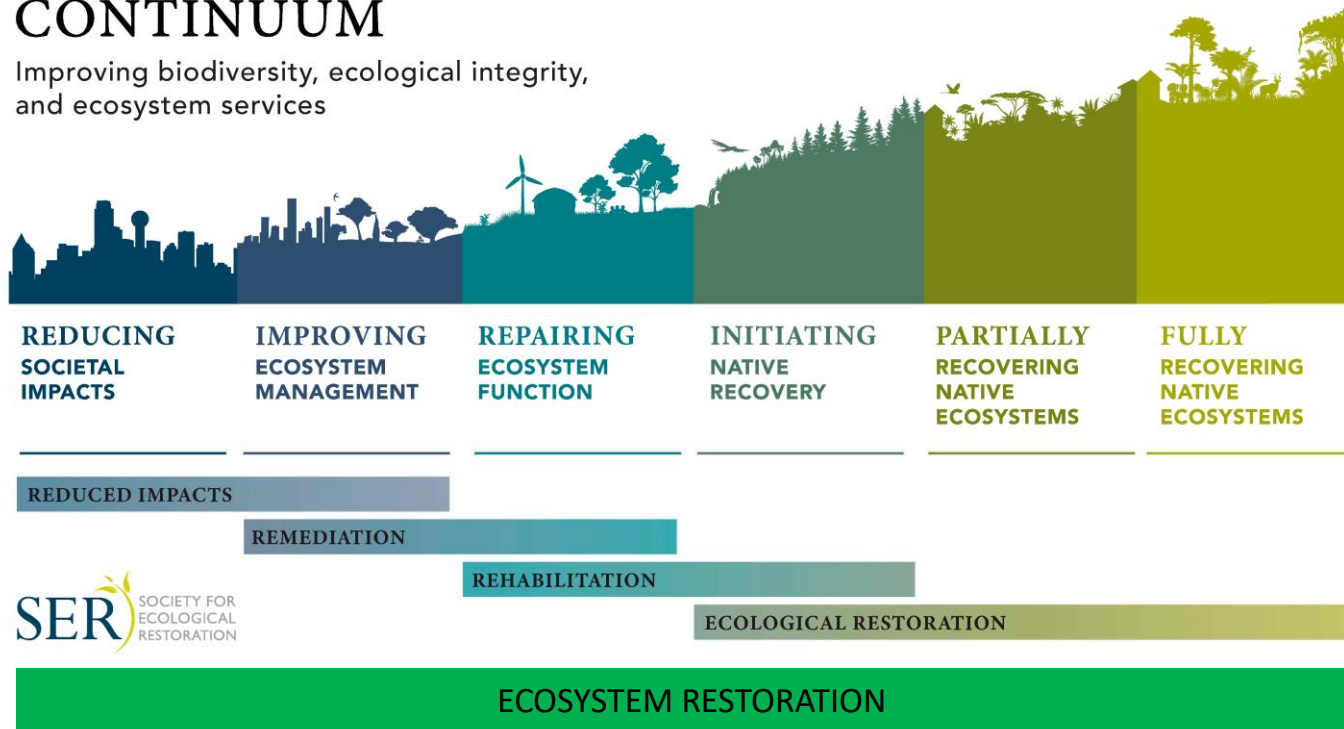 CONTINUUM
Improving biodiversity, ecological integrity,
and ecosystem services
REDUCING
SOCIETAL
IMPACTS
IMPROVING
ECOSYSTEM
MANAGEMENT
REPAIRING
ECOSYSTEM
FUNCTION
INITIATING
NATIVE
RECOVERY
PARTIALLY
RECOVERING
NATIVE
ECOSYSTEMS
FULLY
RECOVERING
NATIVE
ECOSYSTEMS
REDUCED IMPACTS
REMEDIATION
REHABILITATION
ECOLOGICAL RESTORATION
SER
SOCIETY FOR
ECOLOGICAL
RESTORATION
ECOSYSTEM RESTORATION